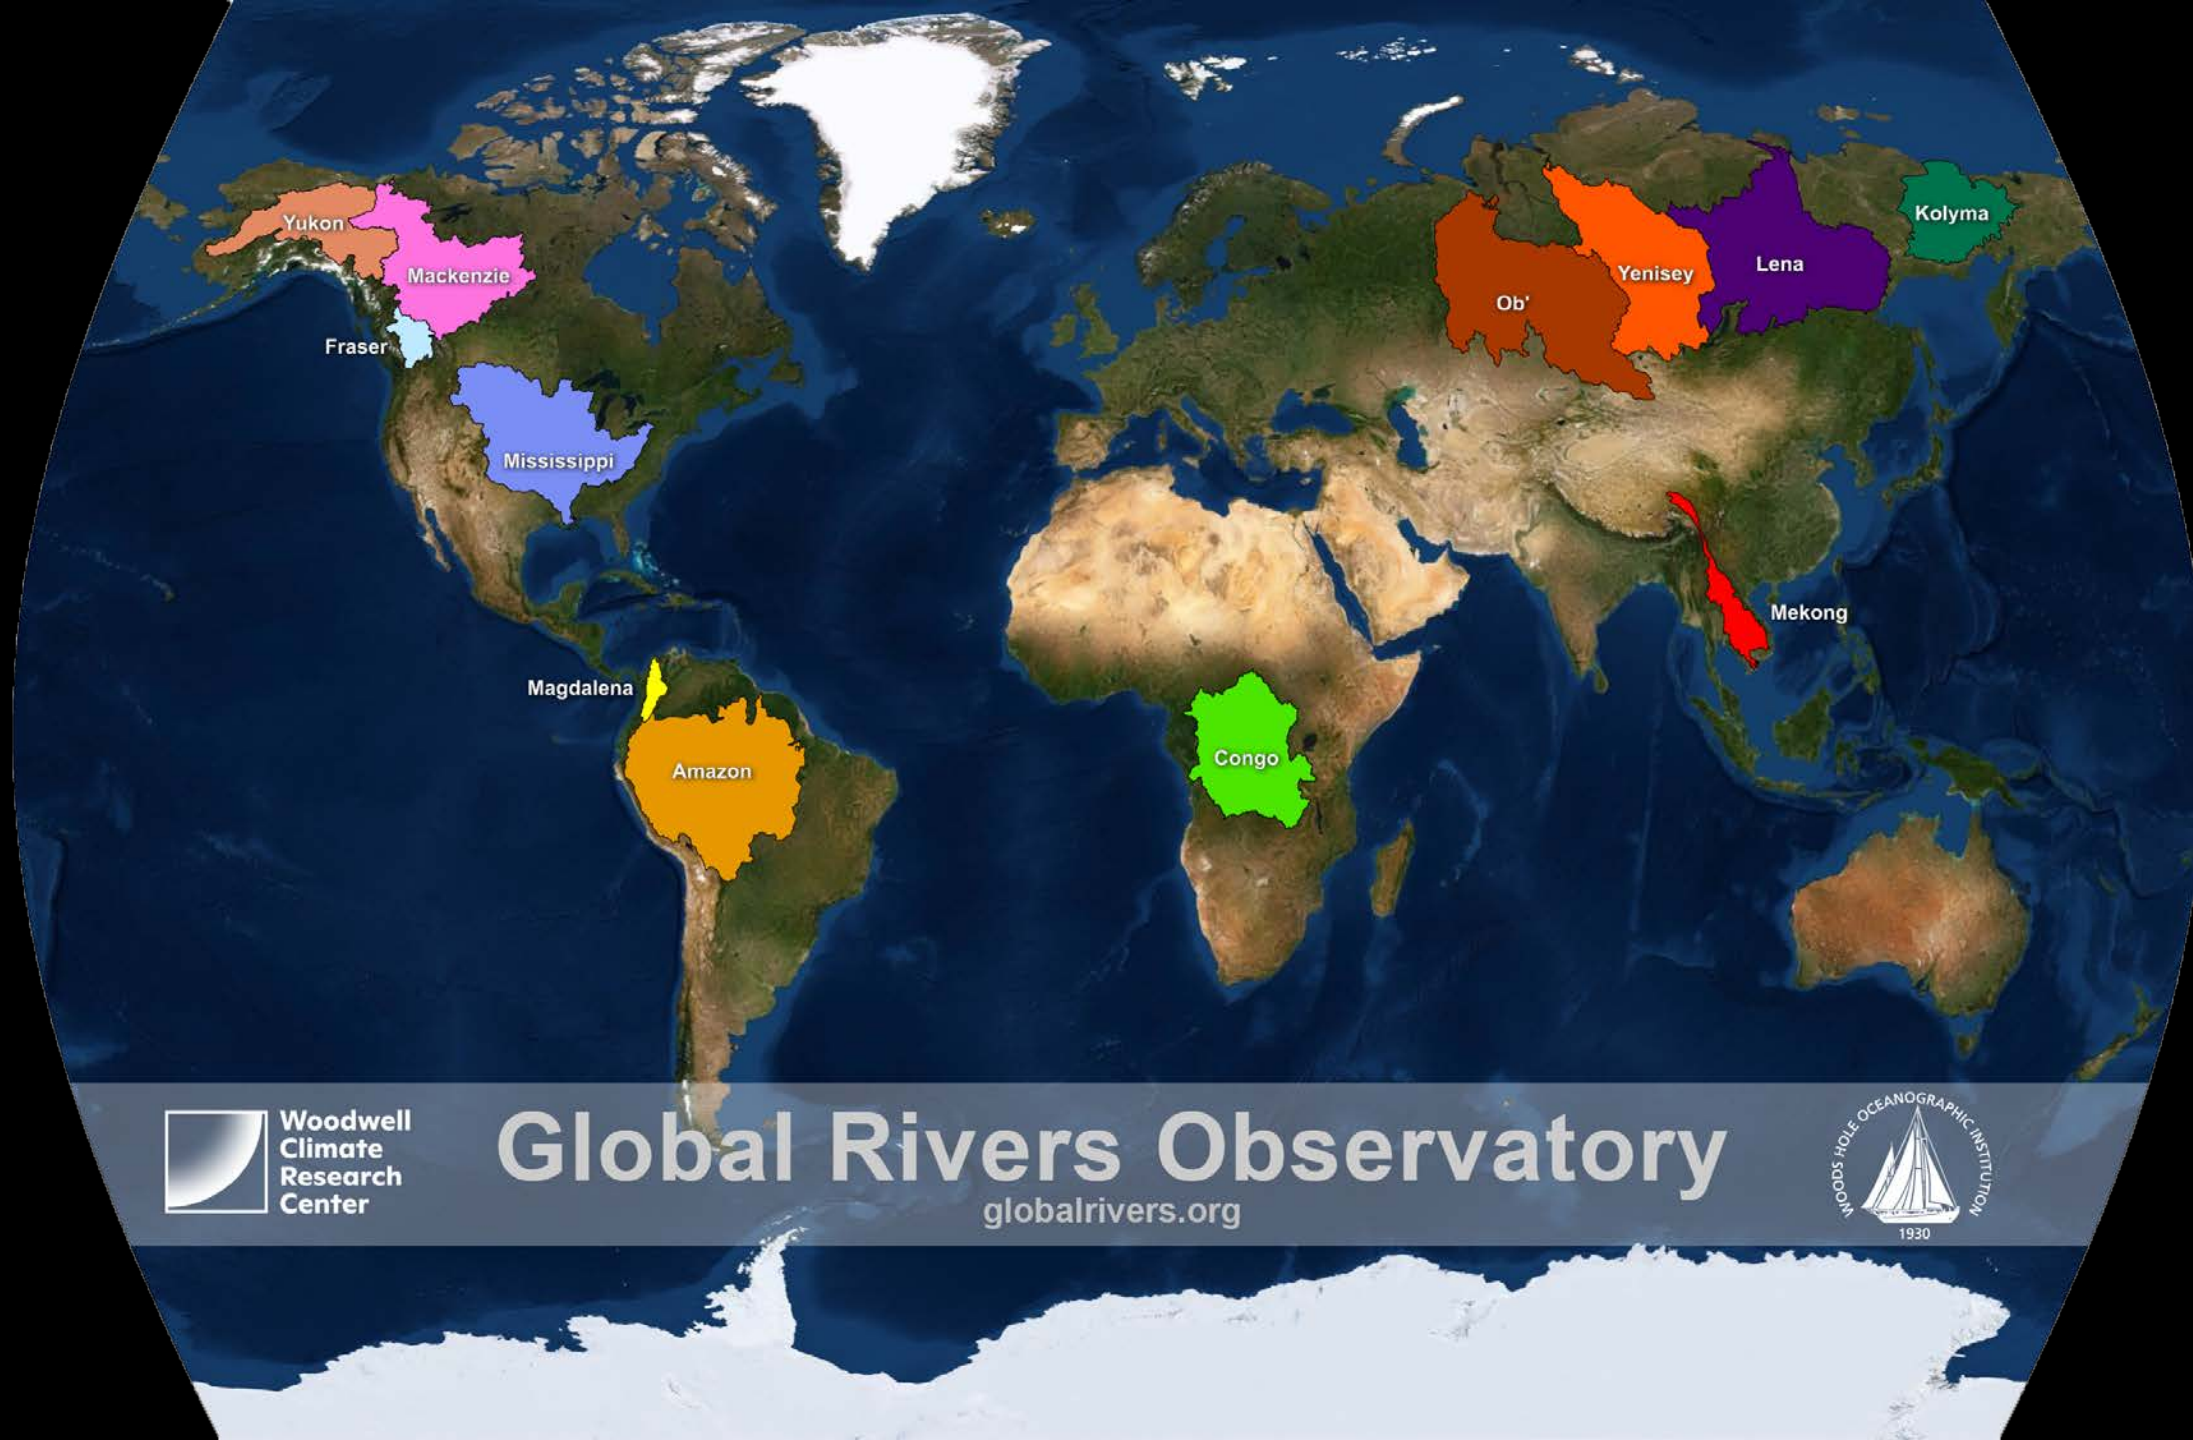 Yukon
Mackenzie
Fraser
Mississippi
Magdalena
Amazon
Congo
Ob'
Yenisey
Lena
Kolyma
Mekong
Woodwell
Climate
Research
Center
Global Rivers Observatory
globalrivers.org
WOODS HOLE OCEANOGRAPHIC INSTITUTION
1930